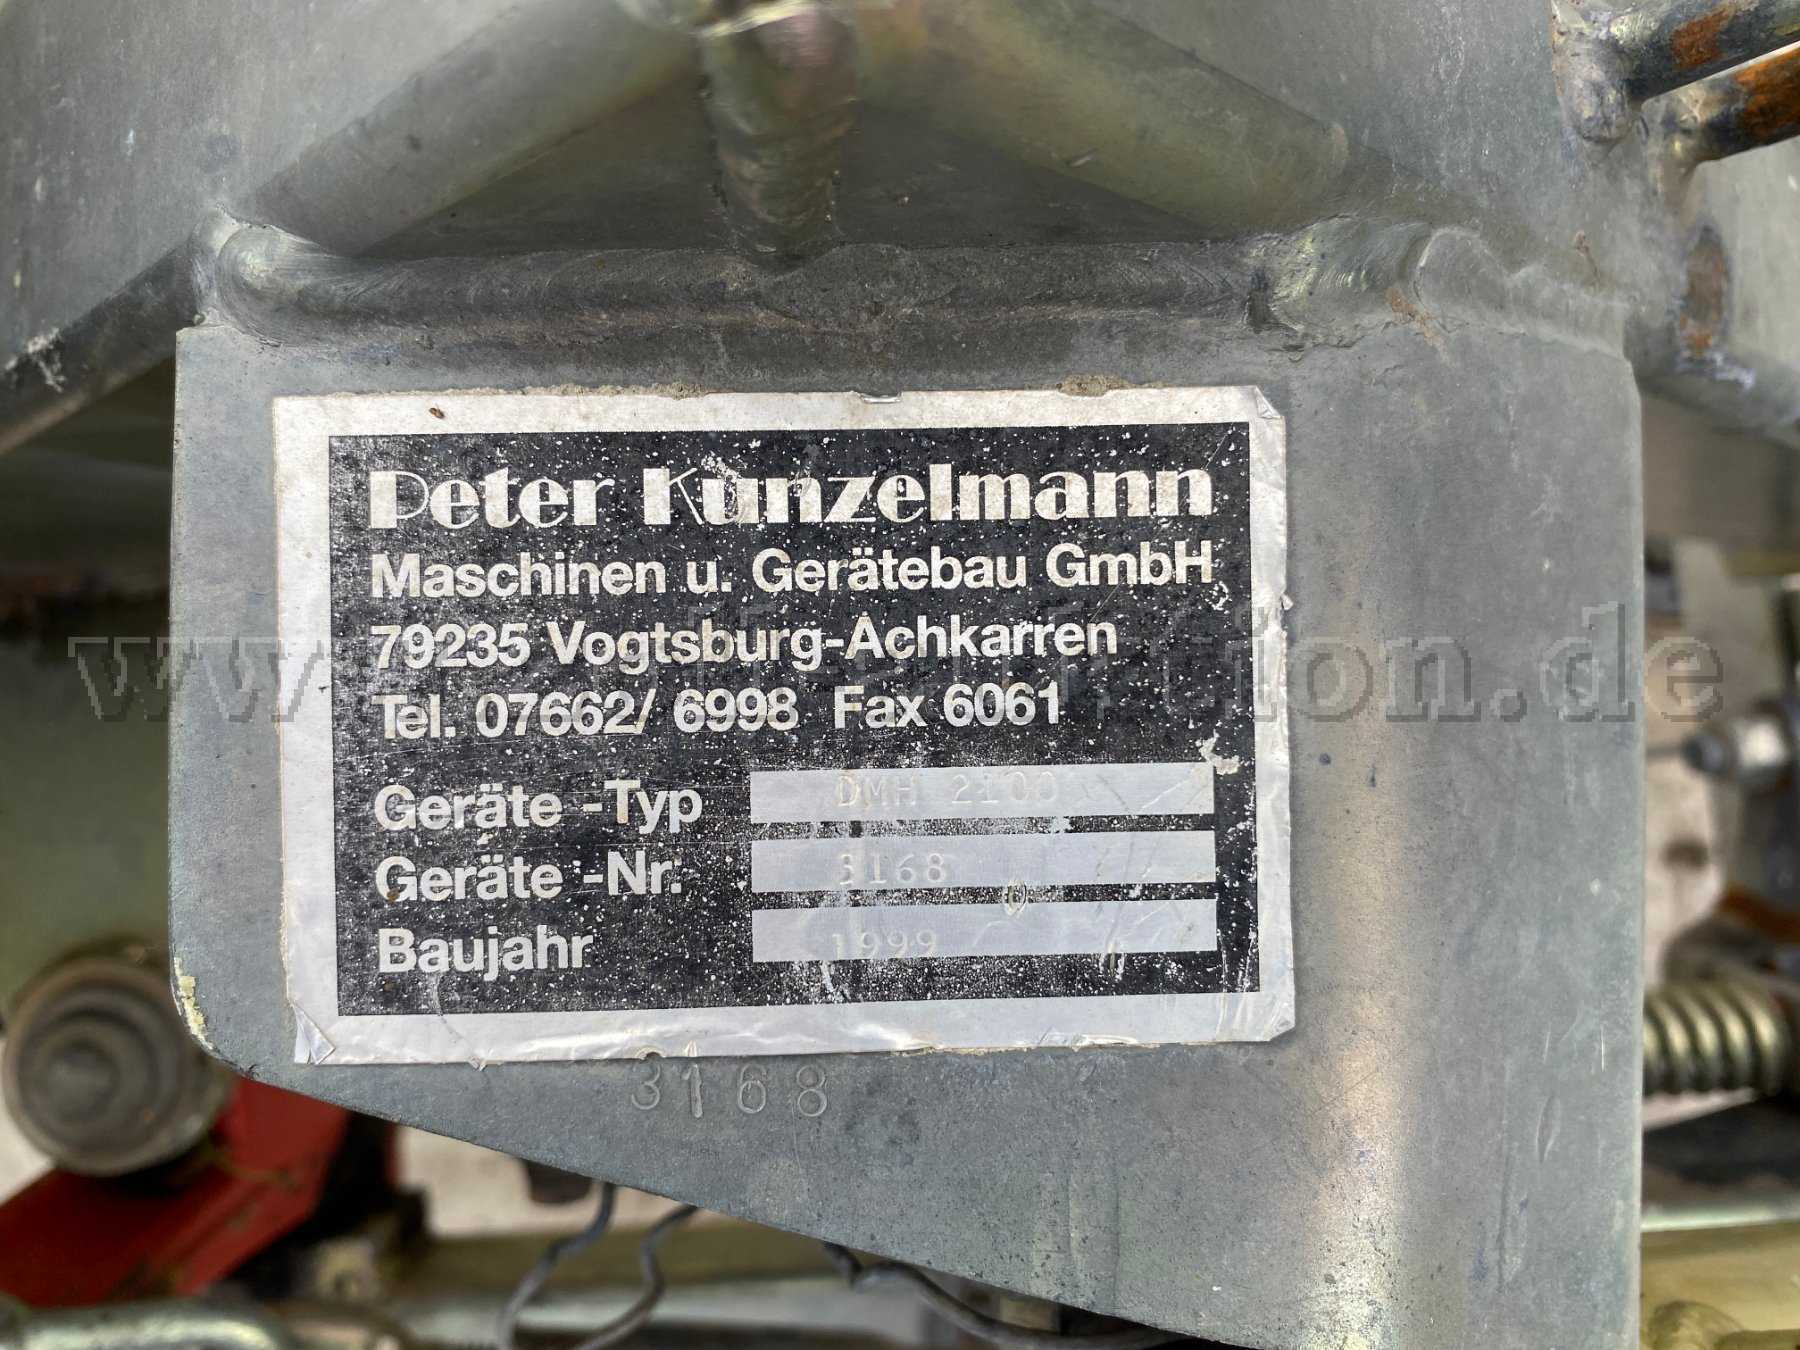 Peter Kunzelmann
Maschinen u. Gerätebau GmbH
79235 Vogtsburg-Achkarren
Tel. 07662/ 6998 Fax 6061
Geräte -Typ DMH 2100
Geräte -Nr. 3168
Baujahr 1999
3168